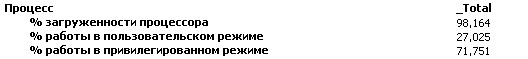 Процесс _Total
% загруженности процессора 98,164
% работы в пользовательском режиме 27,025
% работы в привилегированном режиме 71,751